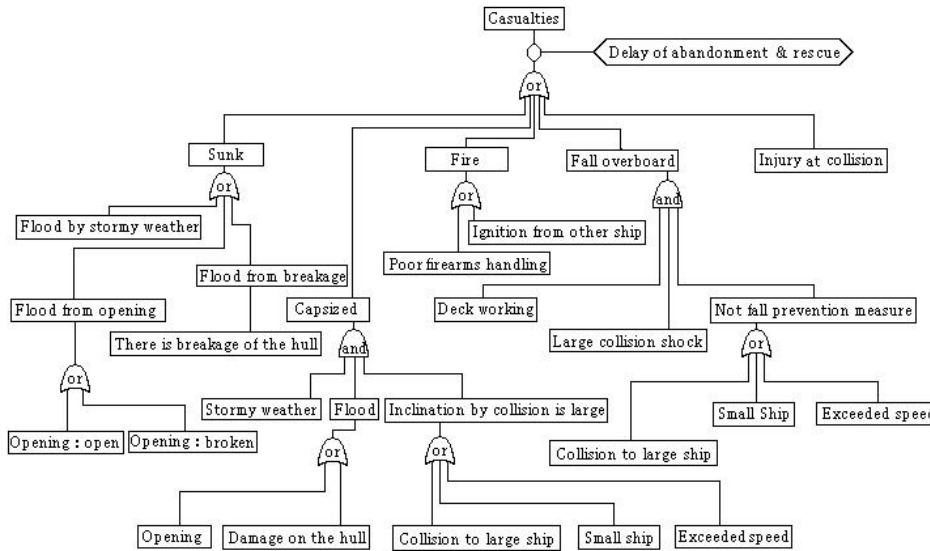 Casualties
Delay of abandonment & rescue
or
Sunk
Fire
Fall overboard
Injury at collision
or
or
and
Flood by stormy weather
Ignition from other ship
Poor firearms handling
Flood from breakage
Flood from opening
Capsized
Deck working
Not fall prevention measure
There is breakage of the hull
and
Large collision shock
or
or
Stormy weather
Flood
Inclination by collision is large
Small Ship
Exceeded speed
Opening : open
Opening : broken
or
or
Collision to large ship
Opening
Damage on the hull
Collision to large ship
Small ship
Exceeded speed